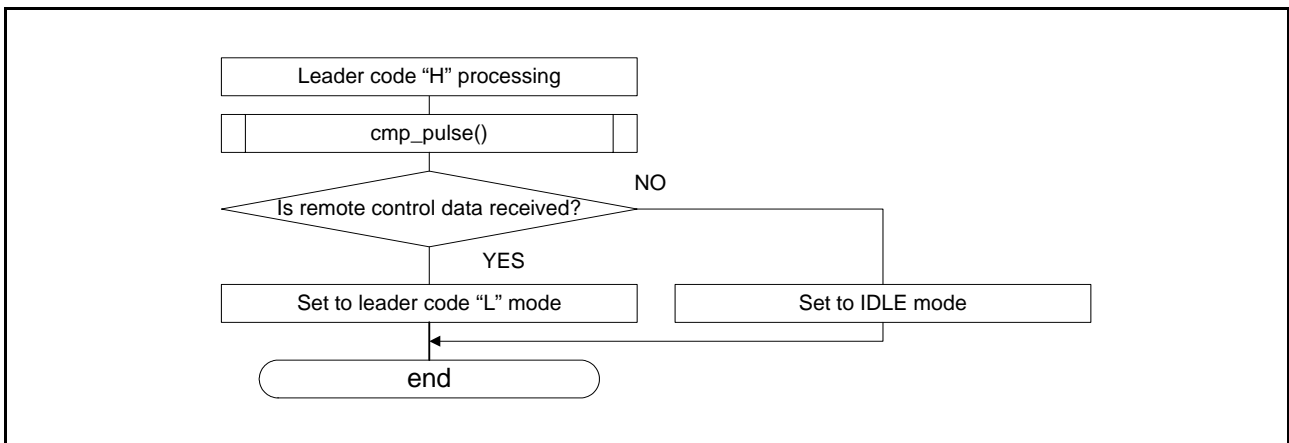 Leader code “H” processing
cmp_pulse()
NO
Is remote control data received?
YES
Set to leader code “L” mode
Set to IDLE mode
end